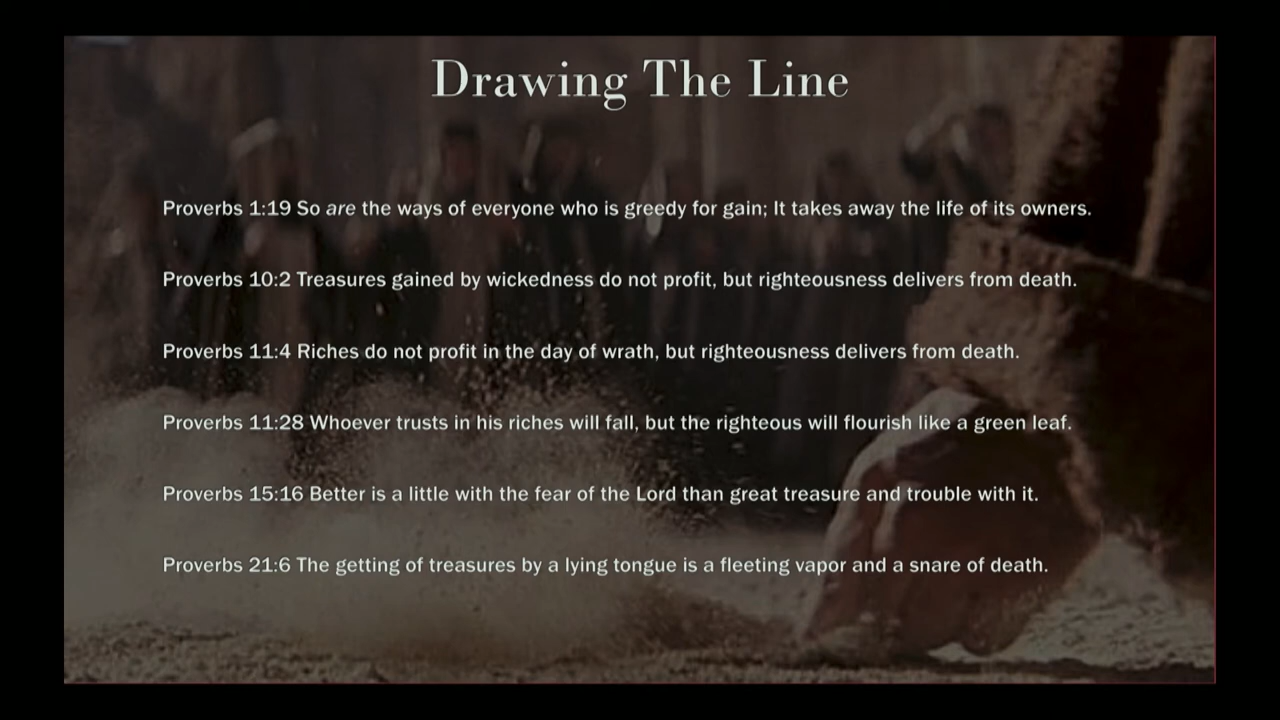 Drawing The Line
Proverbs 1:19 So are the ways of everyone who is greedy for gain; It takes away the life of its owners.
Proverbs 10:2 Treasures gained by wickedness do not profit, but righteousness delivers from death.
Proverbs 11:4 Riches do not profit in the day of wrath, but righteousness delivers from death.
Proverbs 11:28 Whoever trusts in his riches will fall, but the righteous will flourish like a green leaf.
Proverbs 15:16 Better is a little with the fear of the Lord than great treasure and trouble with it.
Proverbs 21:6 The getting of treasures by a lying tongue is a fleeting vapor and a snare of death.